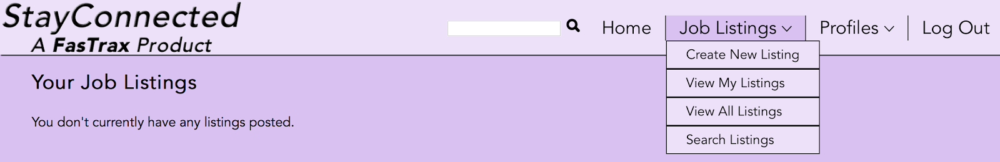 StayConnected
A FasTrax Product
Home
Job Listings
Profiles
Log Out
Create New Listing
View My Listings
View All Listings
Search Listings
Your Job Listings
You don't currently have any listings posted.